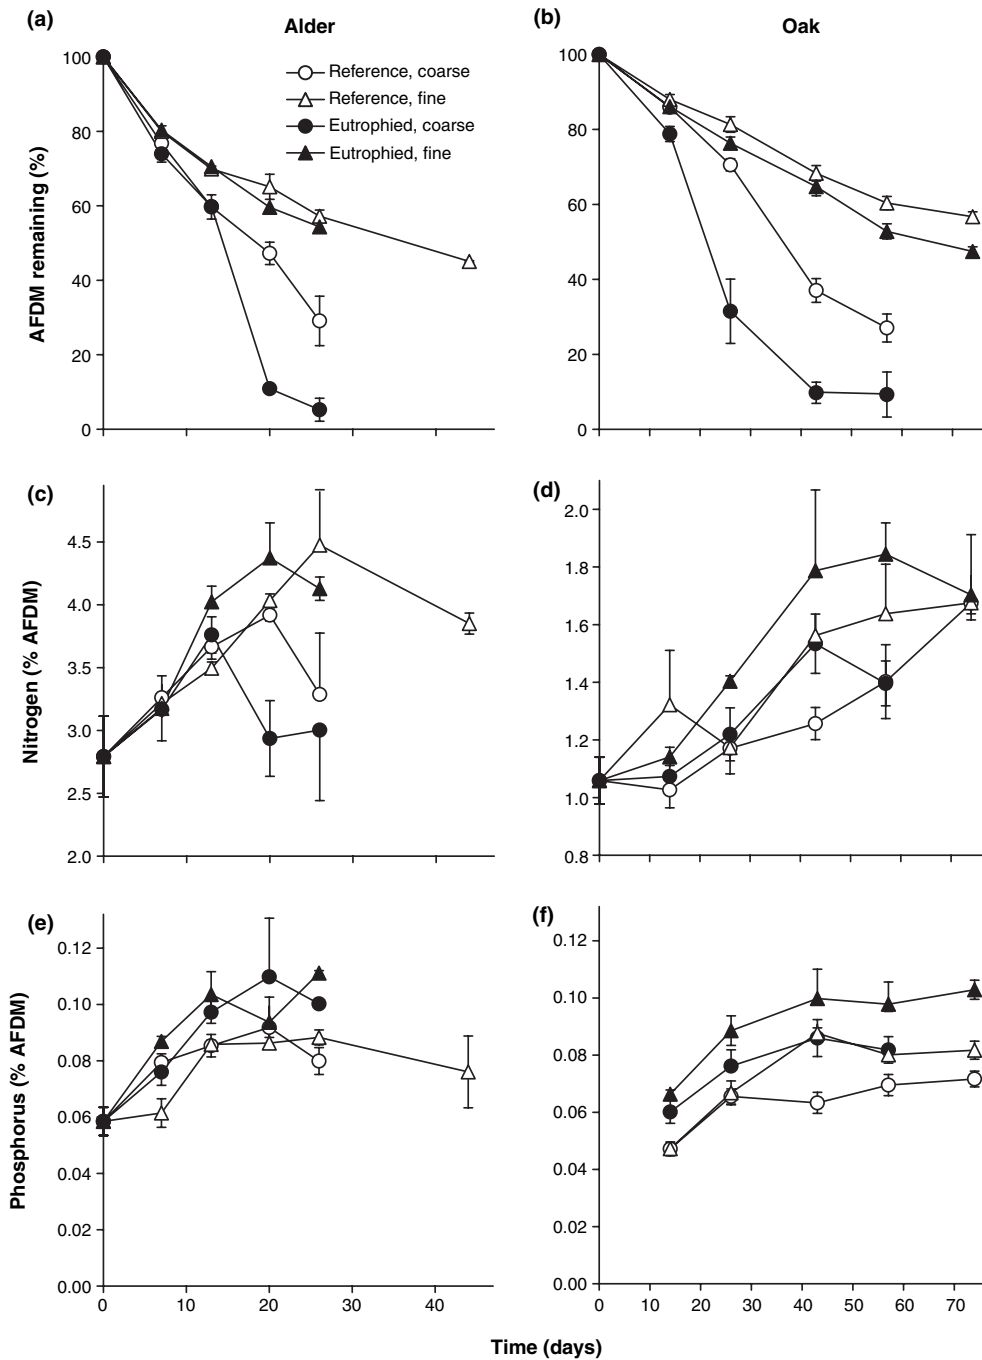 (a)
Alder
(b)
Oak
Reference, coarse
Reference, fine
Eutrophied, coarse
Eutrophied, fine
AFDM remaining (%)
100
80
60
40
20
0
100
80
60
40
20
0
(c)
(d)
Nitrogen (% AFDM)
4.5
4.0
3.5
3.0
2.5
2.0
2.0
1.8
1.6
1.4
1.2
1.0
0.8
(e)
(f)
Phosphorus (% AFDM)
0.12
0.10
0.08
0.06
0.04
0.02
0.00
0.12
0.10
0.08
0.06
0.04
0.02
0.00
0 10 20 30 40
0 10 20 30 40 50 60 70
Time (days)